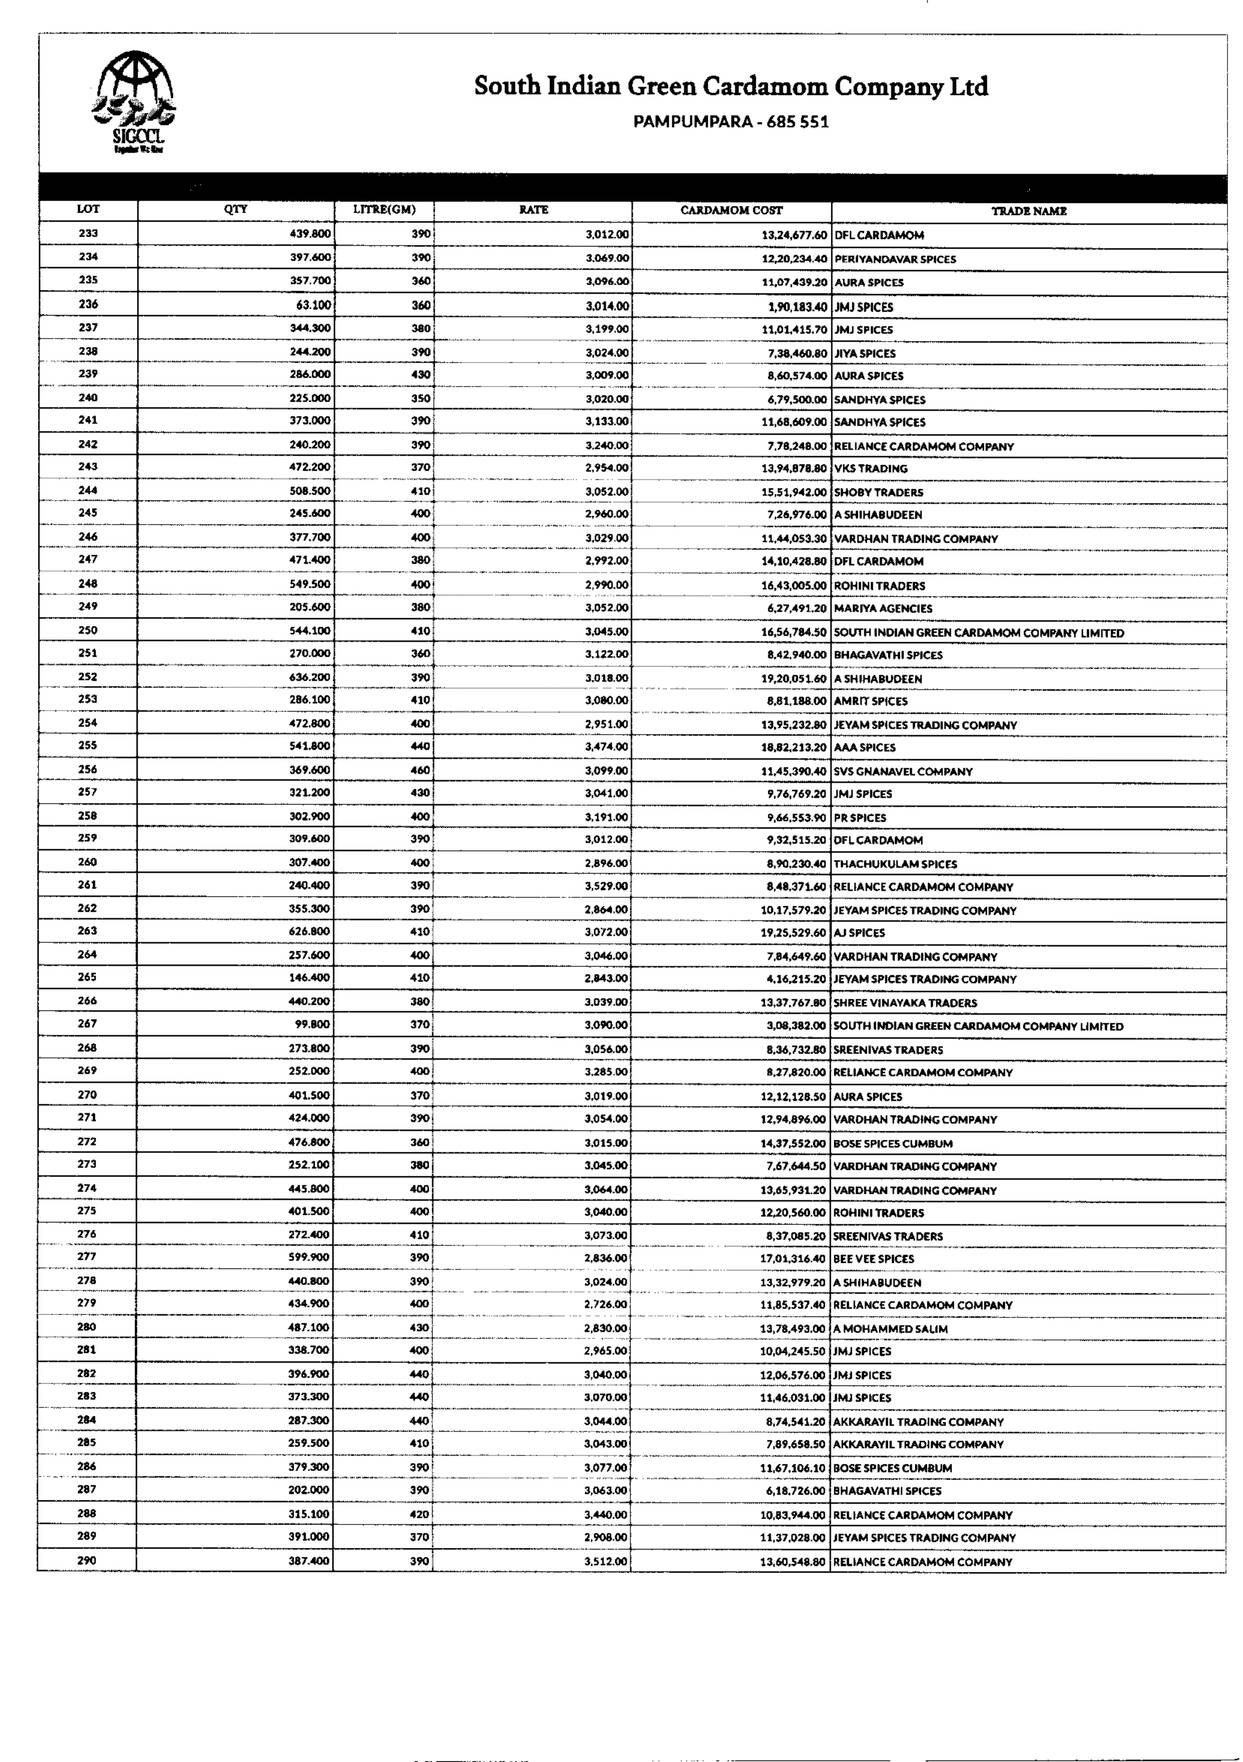 SIGCCL
Together We Grow
South Indian Green Cardamom Company Ltd
PAMPUMPARA - 685 551
LOT QTY LITRE(GM) RATE CARDAMOM COST TRADE NAME
233 439.800 390 3,012.00 13,24,677.60 DFL CARDAMOM
234 397.600 390 3,069.00 12,20,234.40 PERIYANDAVAR SPICES
235 357.700 360 3,096.00 11,07,439.20 AURA SPICES
236 63.100 360 3,014.00 1,90,183.40 JMJ SPICES
237 344.300 380 3,199.00 11,01,415.70 JMJ SPICES
238 244.200 390 3,024.00 7,38,460.80 JIYA SPICES
239 286.000 430 3,009.00 8,60,574.00 AURA SPICES
240 225.000 350 3,020.00 6,79,500.00 SANDHYA SPICES
241 373.000 390 3,133.00 11,68,609.00 SANDHYA SPICES
242 240.200 390 3,240.00 7,78,248.00 RELIANCE CARDAMOM COMPANY
243 472.200 370 2,954.00 13,94,878.80 VKS TRADING
244 508.500 410 3,052.00 15,51,942.00 SHOBY TRADERS
245 245.600 400 2,960.00 7,26,976.00 A SHIHABUDEEN
246 377.700 400 3,029.00 11,44,053.30 VARDHAN TRADING COMPANY
247 471.400 380 2,992.00 14,10,428.80 DFL CARDAMOM
248 549.500 400 2,990.00 16,43,005.00 ROHINI TRADERS
249 205.600 380 3,052.00 6,27,491.20 MARIYA AGENCIES
250 544.100 410 3,045.00 16,56,784.50 SOUTH INDIAN GREEN CARDAMOM COMPANY LIMITED
251 270.000 360 3,122.00 8,42,940.00 BHAGAVATHI SPICES
252 636.200 390 3,018.00 19,20,051.60 A SHIHABUDEEN
253 286.100 410 3,080.00 8,81,188.00 AMRIT SPICES
254 472.800 400 2,951.00 13,95,232.80 JEYAM SPICES TRADING COMPANY
255 541.800 440 3,474.00 18,82,213.20 AAA SPICES
256 369.600 460 3,099.00 11,45,390.40 SVS GNANAVEL COMPANY
257 321.200 430 3,041.00 9,76,769.20 JMJ SPICES
258 302.900 400 3,191.00 9,66,553.90 PR SPICES
259 309.600 390 3,012.00 9,32,515.20 DFL CARDAMOM
260 307.400 400 2,896.00 8,90,230.40 THACHUKULAM SPICES
261 240.400 390 3,529.00 8,48,371.60 RELIANCE CARDAMOM COMPANY
262 355.300 390 2,864.00 10,17,579.20 JEYAM SPICES TRADING COMPANY
263 626.800 410 3,072.00 19,25,529.60 AJ SPICES
264 257.600 400 3,046.00 7,84,649.60 VARDHAN TRADING COMPANY
265 146.400 410 2,843.00 4,16,215.20 JEYAM SPICES TRADING COMPANY
266 440.200 380 3,039.00 13,37,767.80 SHREE VINAYAKA TRADERS
267 99.800 370 3,090.00 3,08,382.00 SOUTH INDIAN GREEN CARDAMOM COMPANY LIMITED
268 273.800 390 3,056.00 8,36,732.80 SREENIVAS TRADERS
269 252.000 400 3,285.00 8,27,820.00 RELIANCE CARDAMOM COMPANY
270 401.500 370 3,019.00 12,12,128.50 AURA SPICES
271 424.000 390 3,054.00 12,94,896.00 VARDHAN TRADING COMPANY
272 476.800 360 3,015.00 14,37,552.00 BOSE SPICES CUMBUM
273 252.100 380 3,045.00 7,67,644.50 VARDHAN TRADING COMPANY
274 445.800 400 3,064.00 13,65,931.20 VARDHAN TRADING COMPANY
275 401.500 400 3,040.00 12,20,560.00 ROHINI TRADERS
276 272.400 410 3,073.00 8,37,085.20 SREENIVAS TRADERS
277 599.900 390 2,836.00 17,01,316.40 BEE VEE SPICES
278 440.800 390 3,024.00 13,32,979.20 A SHIHABUDEEN
279 434.900 400 2,726.00 11,85,537.40 RELIANCE CARDAMOM COMPANY
280 487.100 430 2,830.00 13,78,493.00 A MOHAMMED SALIM
281 338.700 400 2,965.00 10,04,245.50 JMJ SPICES
282 396.900 440 3,040.00 12,06,576.00 JMJ SPICES
283 373.300 440 3,070.00 11,46,031.00 JMJ SPICES
284 287.300 440 3,044.00 8,74,541.20 AKKARAYIL TRADING COMPANY
285 259.500 410 3,043.00 7,89,658.50 AKKARAYIL TRADING COMPANY
286 379.300 390 3,077.00 11,67,106.10 BOSE SPICES CUMBUM
287 202.000 390 3,063.00 6,18,726.00 BHAGAVATHI SPICES
288 315.100 420 3,440.00 10,83,944.00 RELIANCE CARDAMOM COMPANY
289 391.000 370 2,908.00 11,37,028.00 JEYAM SPICES TRADING COMPANY
290 387.400 390 3,512.00 13,60,548.80 RELIANCE CARDAMOM COMPANY